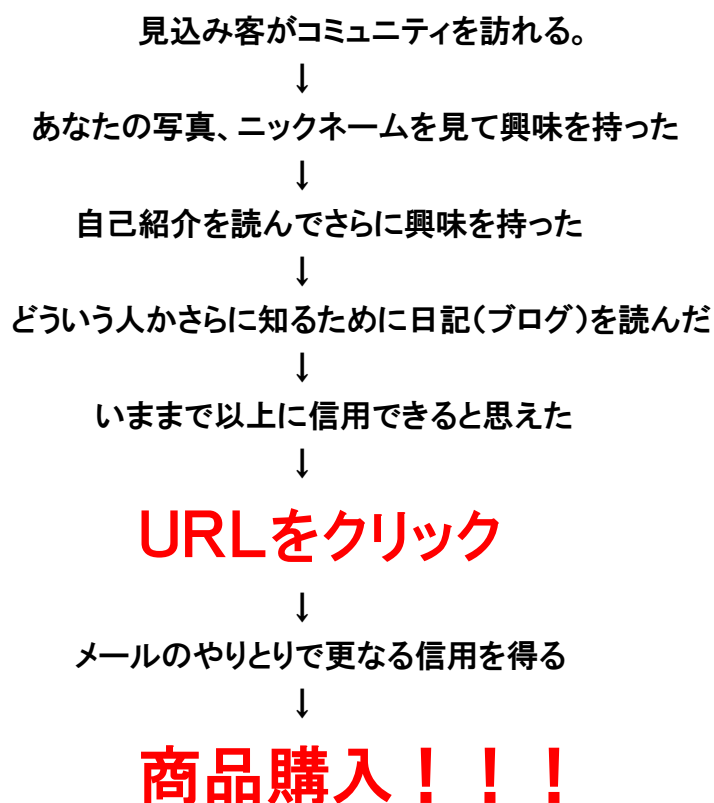 見込み客がコミュニティを訪れる。
↓
あなたの写真、ニックネームを見て興味を持った
↓
自己紹介を読んでさらに興味を持った
↓
どういう人かさらに知るために日記(ブログ)を読んだ
↓
いままで以上に信用できると思えた
↓
URLをクリック
↓
メールのやりとりで更なる信用を得る
↓
商品購入！！！